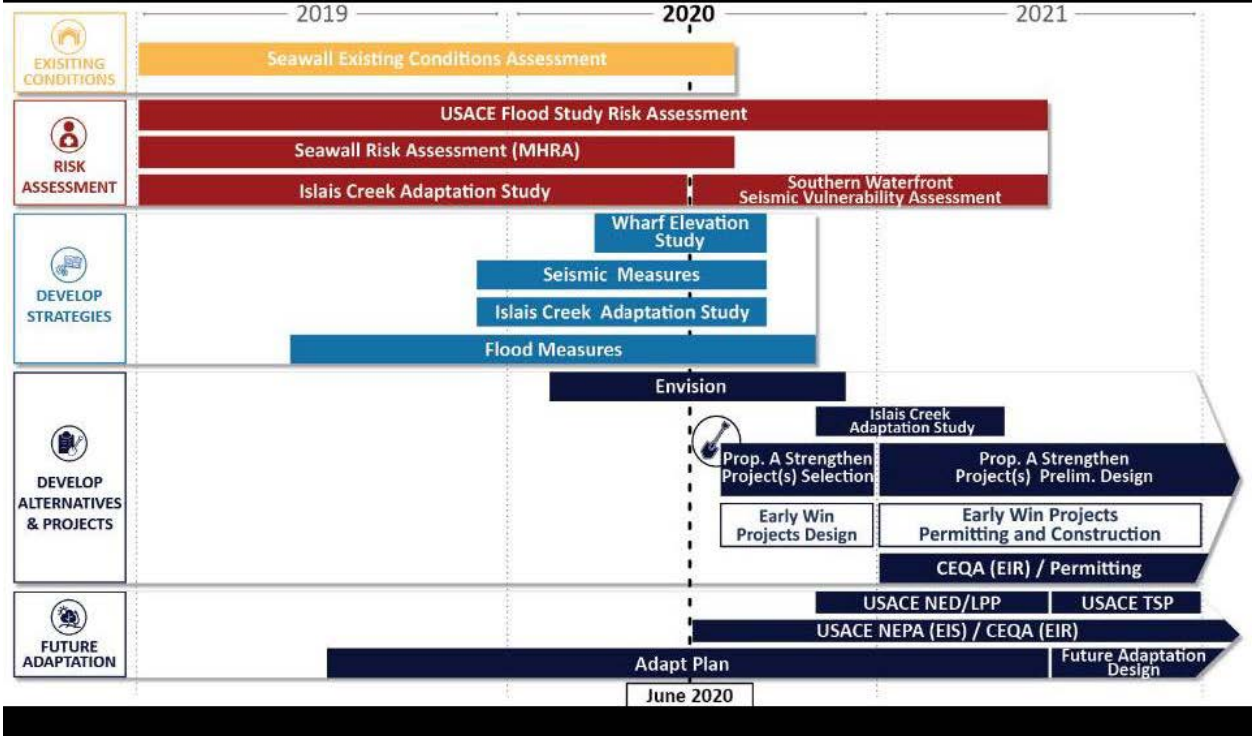 2019
2020
2021
EXISITING
CONDITIONS
Seawall Existing Conditions Assessment
RISK
ASSESSMENT
USACE Flood Study Risk Assessment
Seawall Risk Assessment (MHRA)
Islais Creek Adaptation Study
Southern Waterfront
Seismic Vulnerability Assessment
DEVELOP
STRATEGIES
Wharf Elevation
Study
Seismic Measures
Islais Creek Adaptation Study
Flood Measures
DEVELOP
ALTERNATIVES
& PROJECTS
Envision
Islais Creek
Adaptation Study
Prop. A Strengthen
Project(s) Selection
Prop. A Strengthen
Project(s) Prelim. Design
Early Win
Projects Design
Early Win Projects
Permitting and Construction
CEQA (EIR) / Permitting
FUTURE
ADAPTATION
USACE NED/LPP
USACE TSP
USACE NEPA (EIS) / CEQA (EIR)
Adapt Plan
Future Adaptation
Design
June 2020